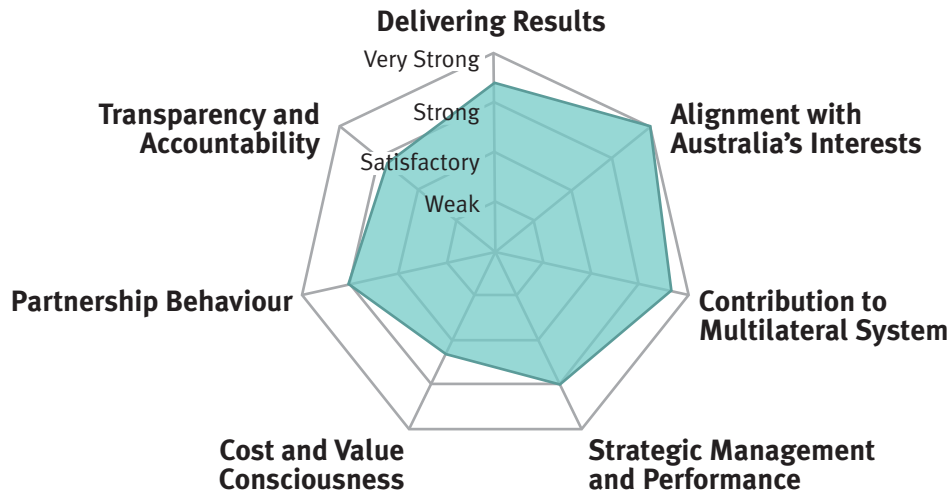 Delivering Results
Very Strong
Strong
Satisfactory
Weak
Transparency and
Accountability
Alignment with
Australia’s Interests
Partnership Behaviour
Contribution to
Multilateral System
Cost and Value
Consciousness
Strategic Management
and Performance